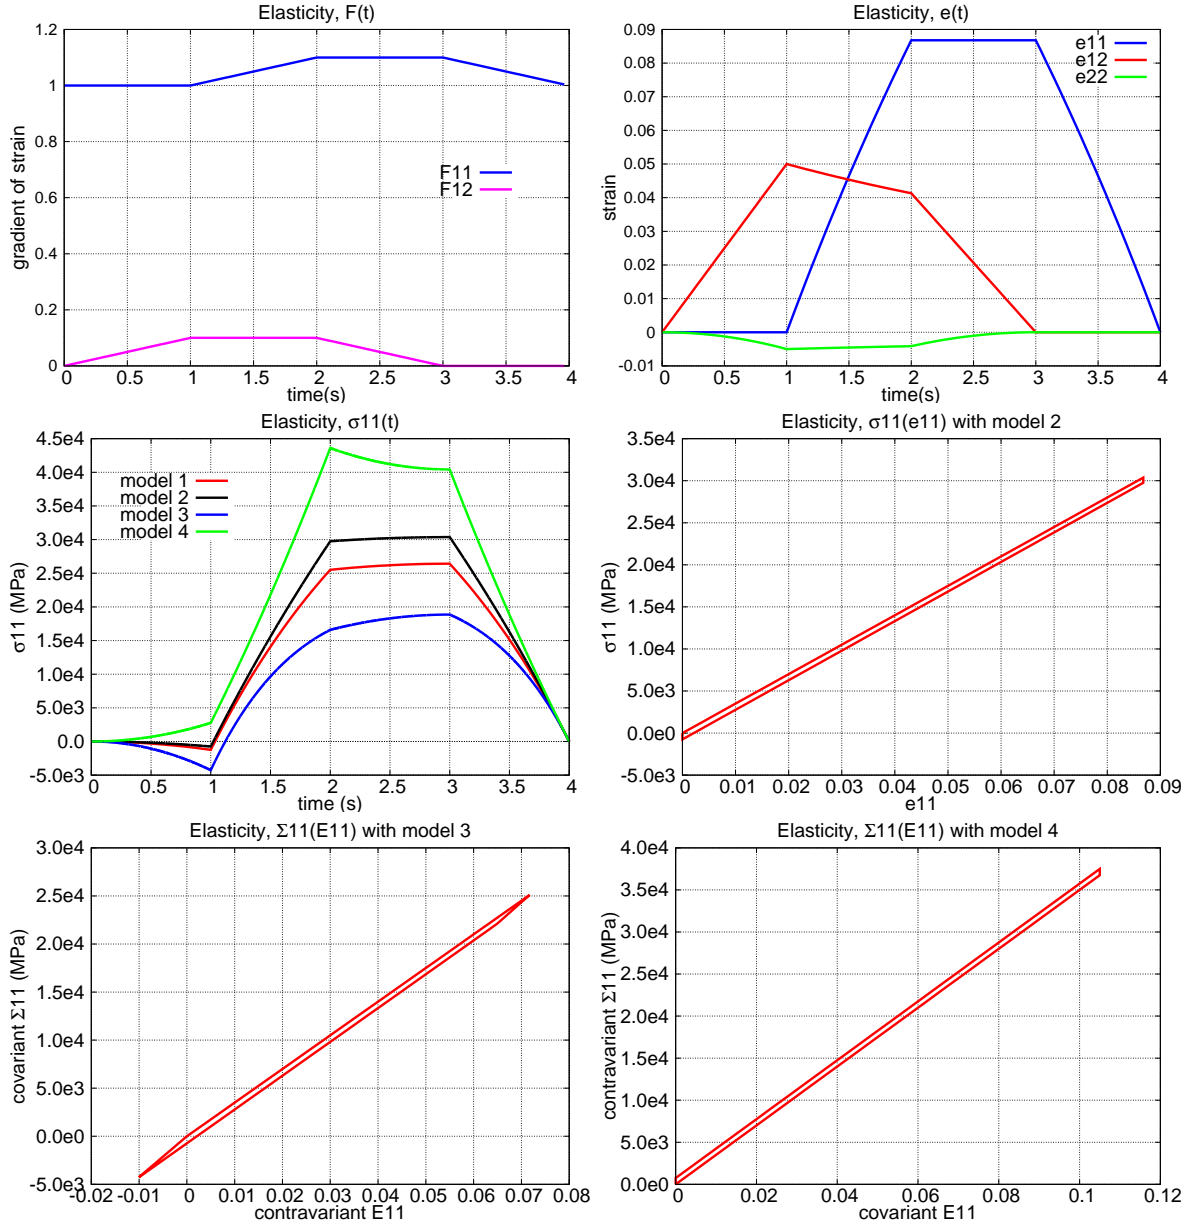 Elasticity, F(t)
1.2
1
0.8
0.6
0.4
0.2
0
gradient of strain
F11
F12
0 0.5 1 1.5 2 2.5 3 3.5 4
time(s)
Elasticity, e(t)
0.09
0.08
0.07
0.06
0.05
0.04
0.03
0.02
0.01
0
-0.01
strain
e11
e12
e22
0 0.5 1 1.5 2 2.5 3 3.5 4
time(s)
Elasticity, σ11(t)
4.5e4
4.0e4
3.5e4
3.0e4
2.5e4
2.0e4
1.5e4
1.0e4
5.0e3
0.0
-5.0e3
σ11 (MPa)
model 1
model 2
model 3
model 4
0 0.5 1 1.5 2 2.5 3 3.5 4
time (s)
Elasticity, σ11(e11) with model 2
3.5e4
3.0e4
2.5e4
2.0e4
1.5e4
1.0e4
5.0e3
0.0e0
-5.0e3
σ11 (MPa)
0 0.01 0.02 0.03 0.04 0.05 0.06 0.07 0.08 0.09
e11
Elasticity, Σ11(E11) with model 3
3.0e4
2.5e4
2.0e4
1.5e4
1.0e4
5.0e3
0.0e0
-5.0e3
covariant Σ11 (MPa)
-0.02 -0.01 0 0.01 0.02 0.03 0.04 0.05 0.06 0.07 0.08
contravariant E11
Elasticity, Σ11(E11) with model 4
4.0e4
3.5e4
3.0e4
2.5e4
2.0e4
1.5e4
1.0e4
5.0e3
0.0e0
contravariant Σ11 (MPa)
0 0.02 0.04 0.06 0.08 0.1 0.12
covariant E11